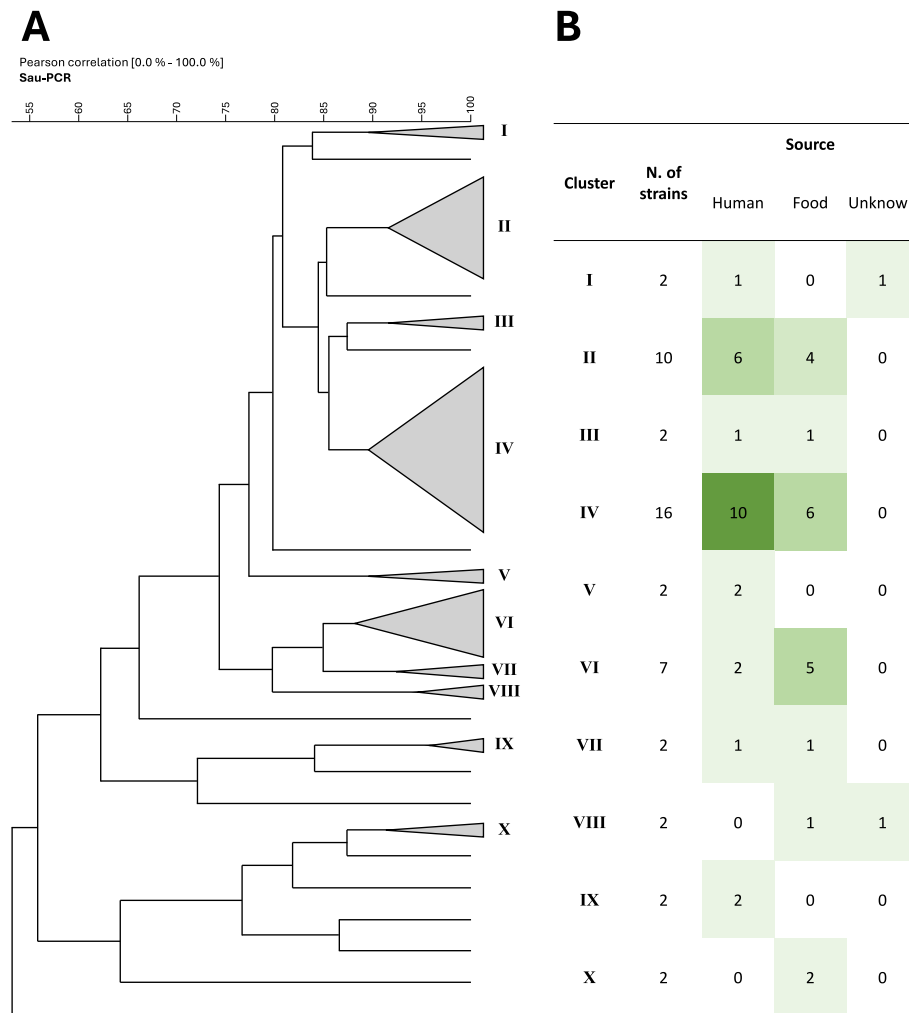 A
Pearson correlation [0.0 % - 100.0 %]
Sau-PCR
55 60 65 70 75 80 85 90 95 100
I
II
III
IV
V
VI
VII
VIII
IX
X
B
Source
Cluster N. of strains Human Food Unknow
I 2 1 0 1
II 10 6 4 0
III 2 1 1 0
IV 16 10 6 0
V 2 2 0 0
VI 7 2 5 0
VII 2 1 1 0
VIII 2 0 1 1
IX 2 2 0 0
X 2 0 2 0